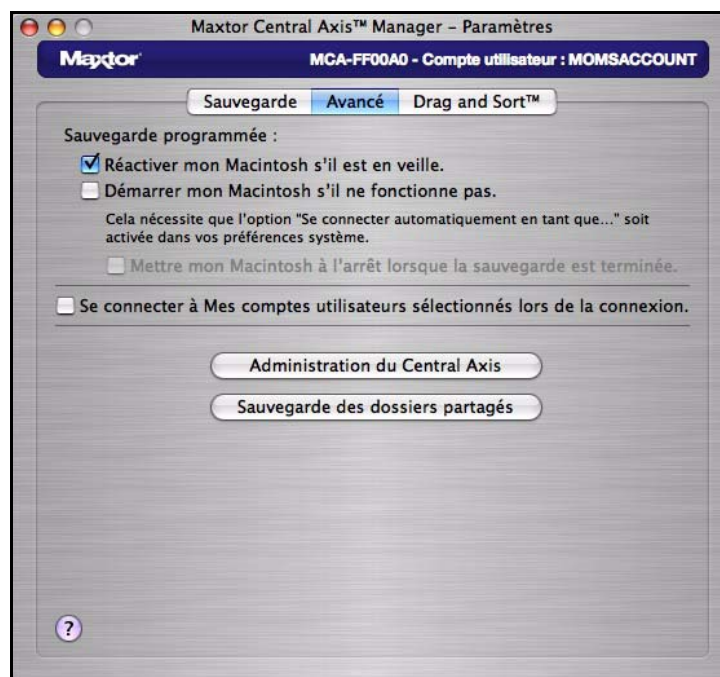 Maxtor Central Axis™ Manager – Paramètres
Maxtor MCA-FF00A0 - Compte utilisateur : MOMSACCOUNT
Sauvegarde Avancé Drag and Sort™
Sauvegarde programmée :
Réactiver mon Macintosh s'il est en veille.
Démarrer mon Macintosh s'il ne fonctionne pas.
Cela nécessite que l'option "Se connecter automatiquement en tant que..." soit
activée dans vos préférences système.
Mettre mon Macintosh à l'arrêt lorsque la sauvegarde est terminée.
Se connecter à Mes comptes utilisateurs sélectionnés lors de la connexion.
Administration du Central Axis
Sauvegarde des dossiers partagés
?